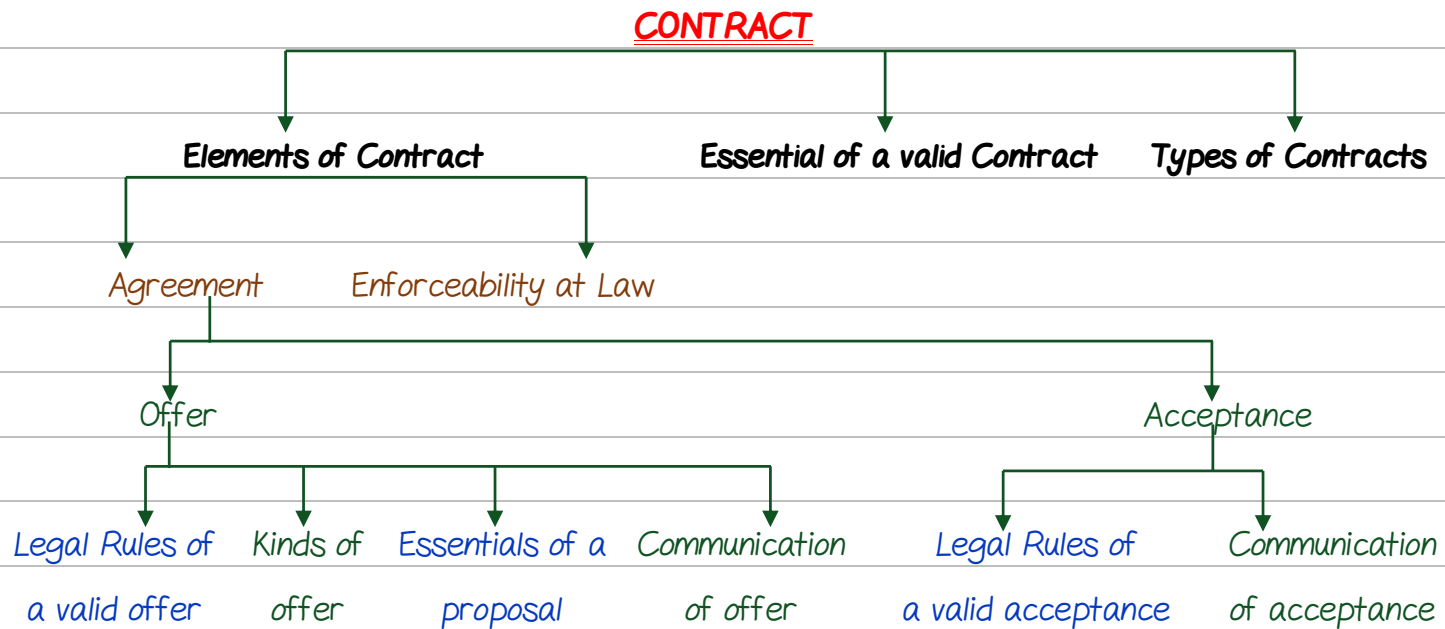 CONTRACT
Elements of Contract Essential of a valid Contract Types of Contracts
Agreement Enforceability at Law
Offer Acceptance
Legal Rules of Kinds of Essentials of a Communication Legal Rules of Communication
a valid offer offer proposal of offer a valid acceptance of acceptance